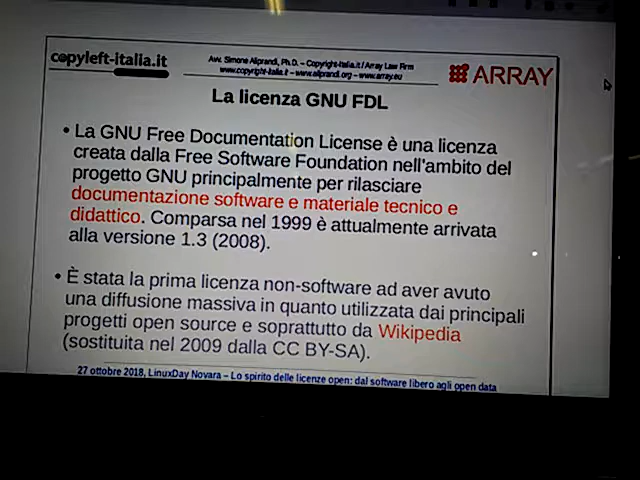 copyleft-italia.it
Avv. Simone Aliprandi, Ph.D. – Copyright-Italia.it / Array Law Firm
www.copyright-italia.it – www.aliprandi.org – www.array.eu
ARRAY
La licenza GNU FDL
• La GNU Free Documentation License è una licenza
creata dalla Free Software Foundation nell'ambito del
progetto GNU principalmente per rilasciare
documentazione software e materiale tecnico e
didattico. Comparsa nel 1999 è attualmente arrivata
alla versione 1.3 (2008).
• È stata la prima licenza non-software ad aver avuto
una diffusione massiva in quanto utilizzata dai principali
progetti open source e soprattutto da Wikipedia
(sostituita nel 2009 dalla CC BY-SA).
27 ottobre 2018, LinuxDay Novara – Lo spirito delle licenze open: dal software libero agli open data